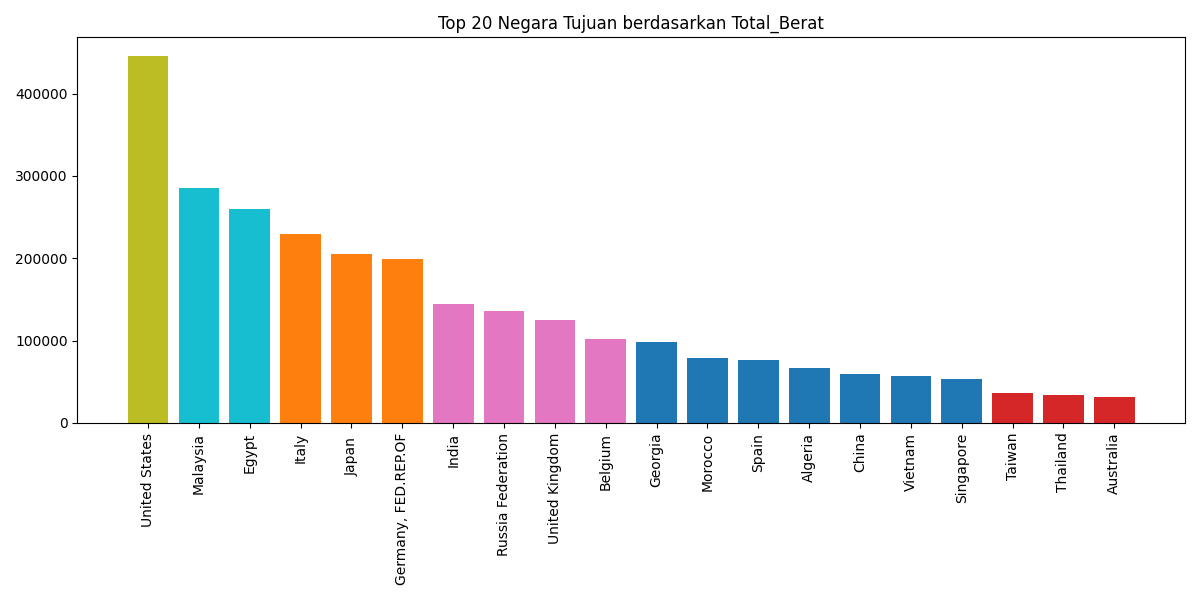 Top 20 Negara Tujuan berdasarkan Total_Berat
400000
300000
200000
100000
0
United States
Malaysia
Egypt
Italy
Japan
Germany, FED.REP.OF
India
Russia Federation
United Kingdom
Belgium
Georgia
Morocco
Spain
Algeria
China
Vietnam
Singapore
Taiwan
Thailand
Australia